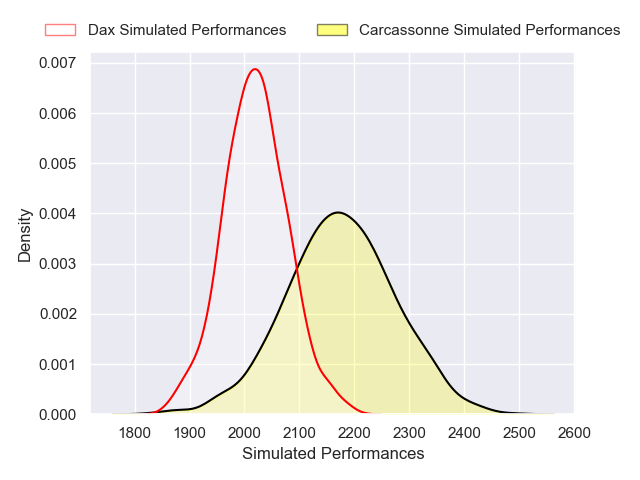 Dax Simulated Performances Carcassonne Simulated Performances
0.007
0.006
0.005
0.004
0.003
0.002
0.001
0.000
Density
1800 1900 2000 2100 2200 2300 2400 2500 2600
Simulated Performances